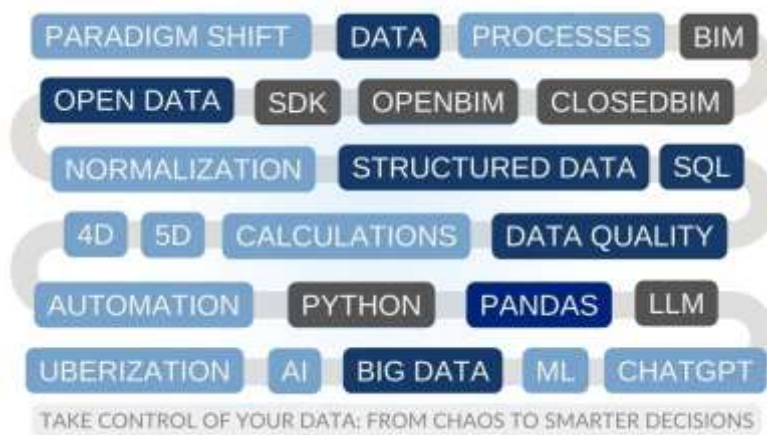 PARADIGM SHIFT DATA PROCESSES BIM
OPEN DATA SDK OPENBIM CLOSEDBIM
NORMALIZATION STRUCTURED DATA SQL
4D 5D CALCULATIONS DATA QUALITY
AUTOMATION PYTHON PANDAS LLM
UBERIZATION AI BIG DATA ML CHATGPT
TAKE CONTROL OF YOUR DATA: FROM CHAOS TO SMARTER DECISIONS